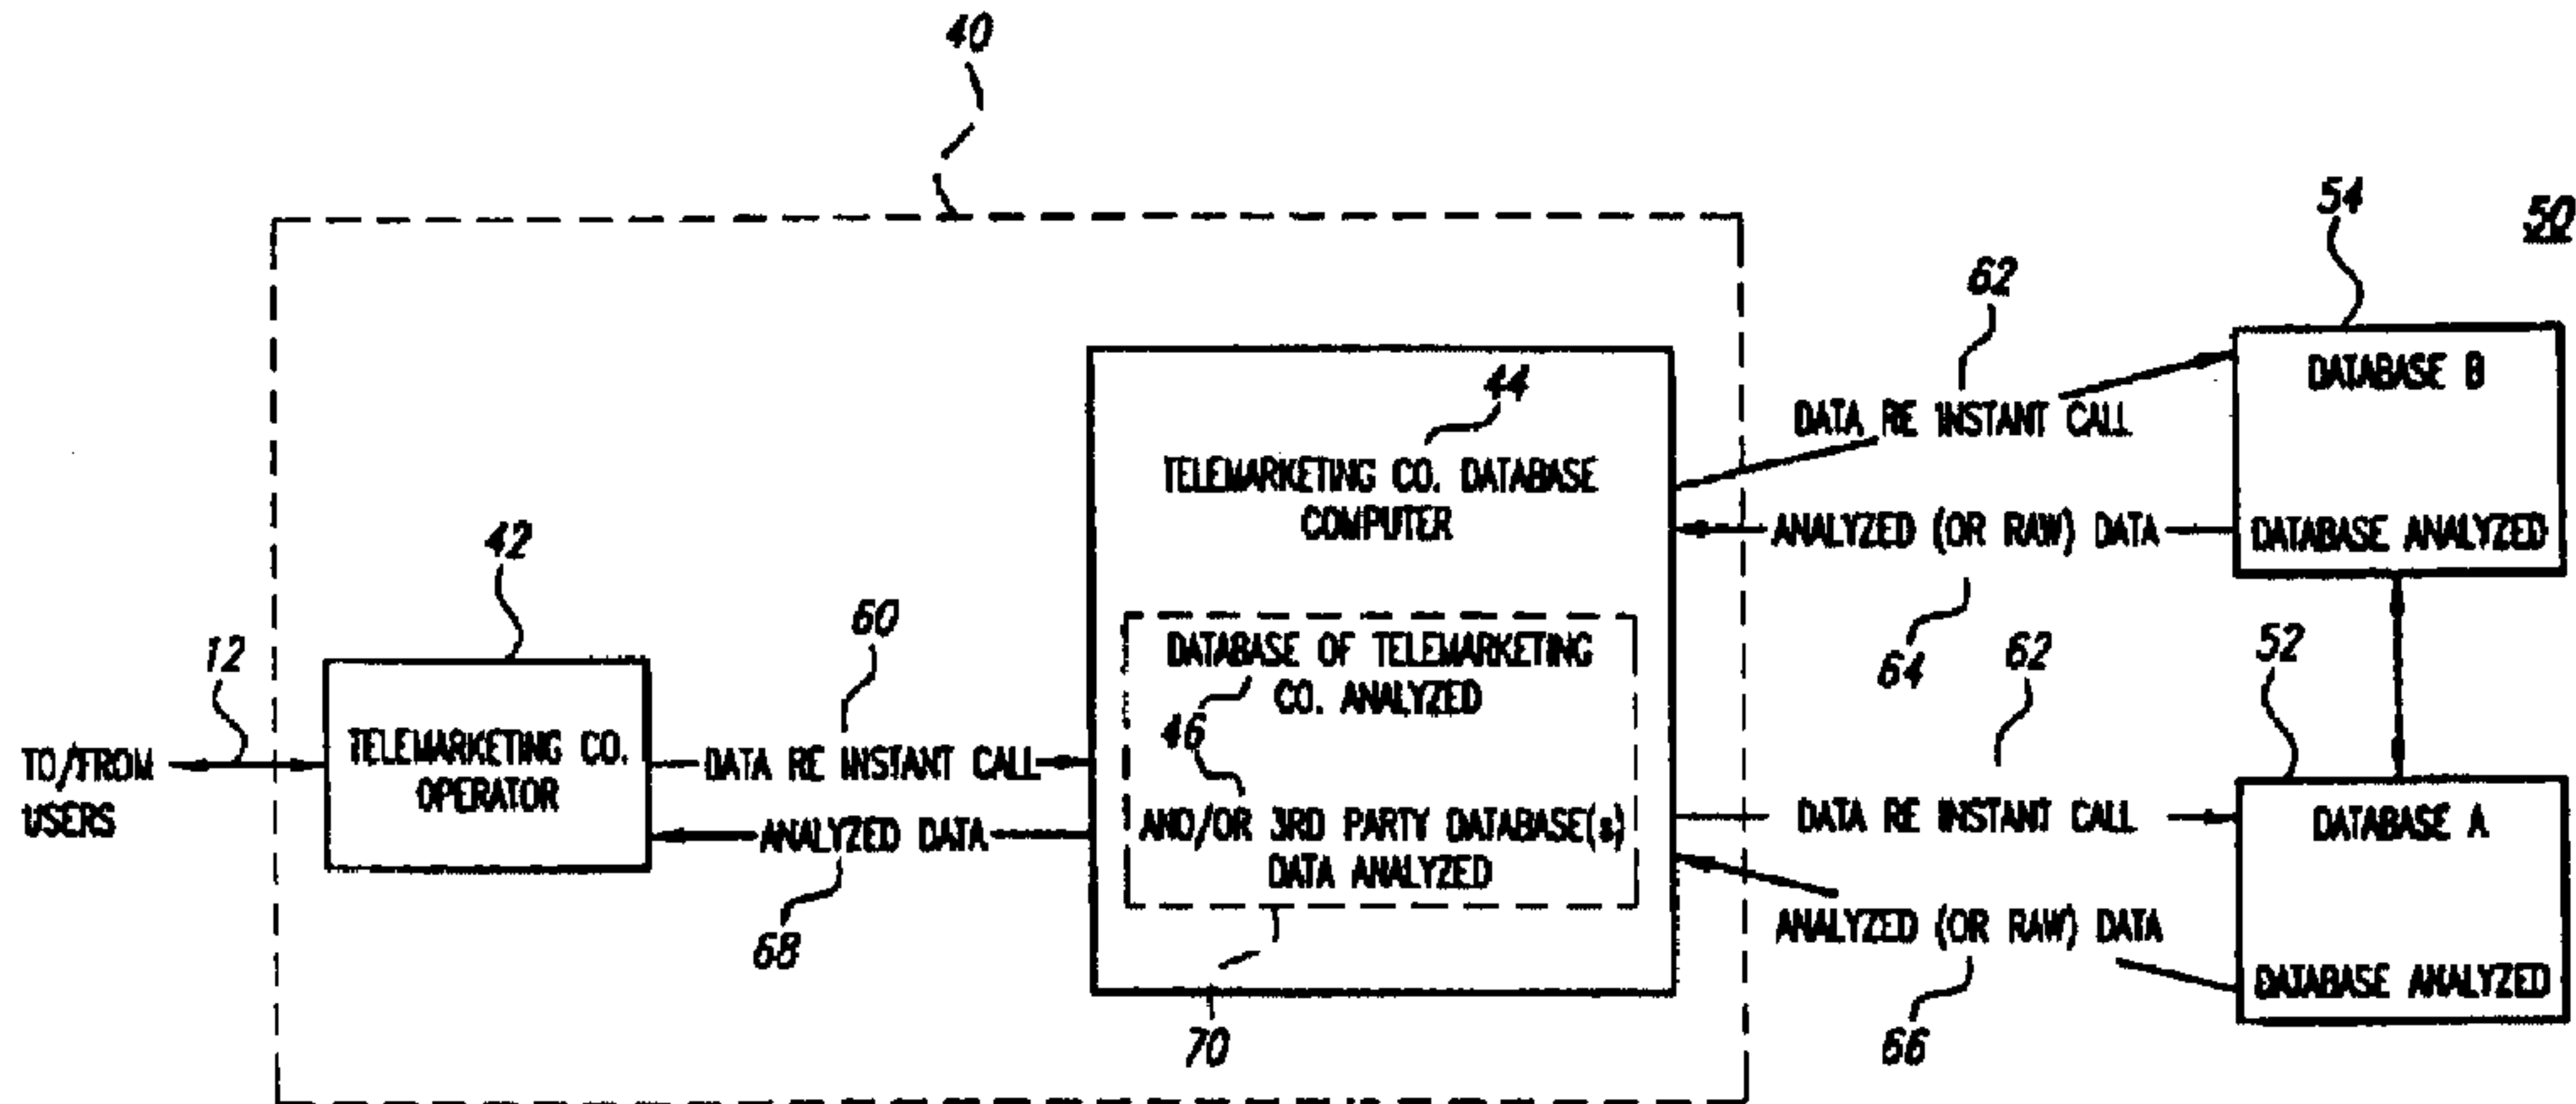 40
54
50
62
DATABASE B
44
DATA RE INSTANT CALL
TELEMARKETING CO. DATABASE
COMPUTER
ANALYZED (OR RAW) DATA
DATABASE ANALYZED
42
64
60
DATABASE OF TELEMARKETING
CO. ANALYZED
62
52
12
46
TO/FROM
USERS
TELEMARKETING CO.
OPERATOR
DATA RE INSTANT CALL
ANALYZED DATA
AND/OR 3RD PARTY DATABASE(s)
DATA ANALYZED
DATA RE INSTANT CALL
DATABASE A
ANALYZED (OR RAW) DATA
DATABASE ANALYZED
68
70
66